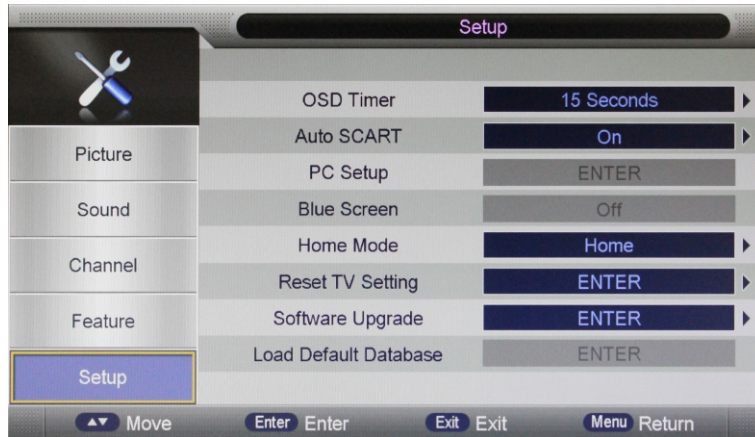 Setup
Picture
Sound
Channel
Feature
Setup
OSD Timer 15 Seconds
Auto SCART On
PC Setup ENTER
Blue Screen Off
Home Mode Home
Reset TV Setting ENTER
Software Upgrade ENTER
Load Default Database ENTER
Move Enter Enter Exit Exit Menu Return